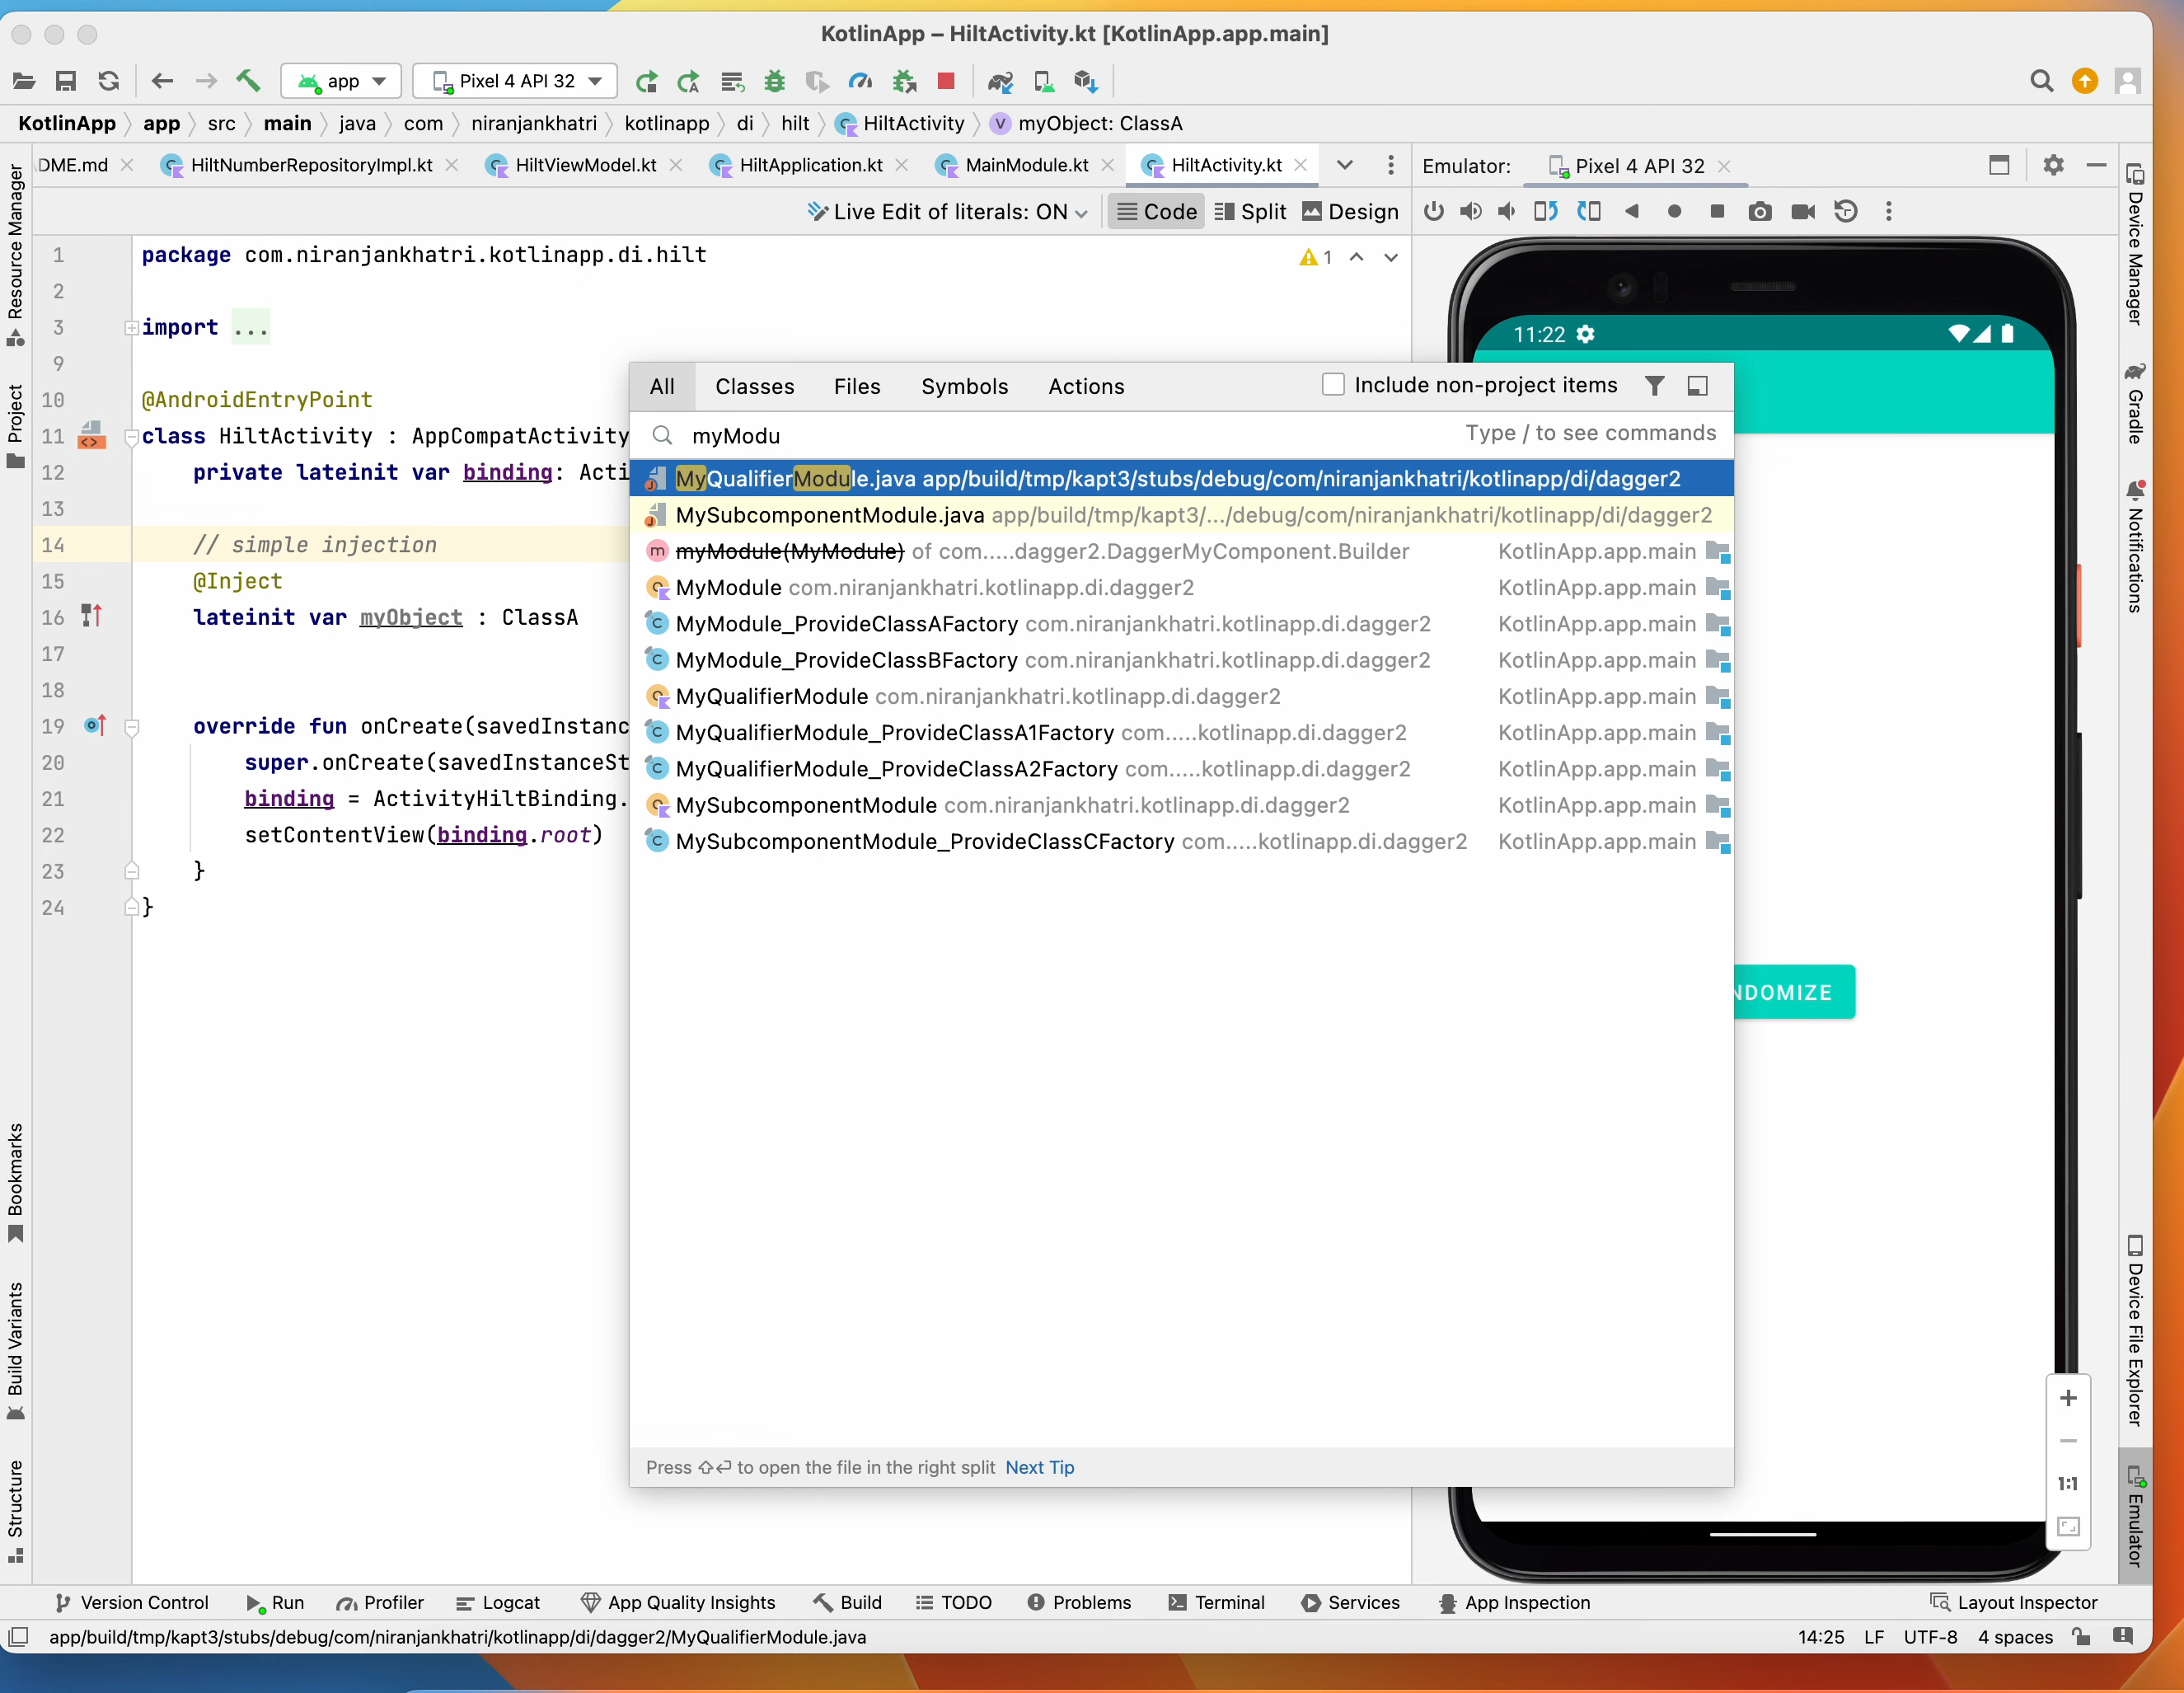 KotlinApp – HiltActivity.kt [KotlinApp.app.main]
app
Pixel 4 API 32
KotlinApp app src main java com niranjankhatri kotlinapp di hilt HiltActivity myObject: ClassA
DME.md HiltNumberRepositoryImpl.kt HiltViewModel.kt HiltApplication.kt MainModule.kt HiltActivity.kt
Emulator: Pixel 4 API 32
Live Edit of literals: ON Code Split Design
Resource Manager
Project
Bookmarks
Build Variants
Structure
1 package com.niranjankhatri.kotlinapp.di.hilt
1
2
3 import ...
9
10 @AndroidEntryPoint
11 class HiltActivity : AppCompatActivity
12 private lateinit var binding: Acti
13
14 // simple injection
15 @Inject
16 lateinit var myObject : ClassA
17
18
19 override fun onCreate(savedInstanc
20 super.onCreate(savedInstanceSt
21 binding = ActivityHiltBinding.
22 setContentView(binding.root)
23 }
24 }
All Classes Files Symbols Actions Include non-project items
myModu Type / to see commands
MyQualifierModule.java app/build/tmp/kapt3/stubs/debug/com/niranjankhatri/kotlinapp/di/dagger2
MySubcomponentModule.java app/build/tmp/kapt3/.../debug/com/niranjankhatri/kotlinapp/di/dagger2
myModule(MyModule) of com.....dagger2.DaggerMyComponent.Builder KotlinApp.app.main
MyModule com.niranjankhatri.kotlinapp.di.dagger2 KotlinApp.app.main
MyModule_ProvideClassAFactory com.niranjankhatri.kotlinapp.di.dagger2 KotlinApp.app.main
MyModule_ProvideClassBFactory com.niranjankhatri.kotlinapp.di.dagger2 KotlinApp.app.main
MyQualifierModule com.niranjankhatri.kotlinapp.di.dagger2 KotlinApp.app.main
MyQualifierModule_ProvideClassA1Factory com.....kotlinapp.di.dagger2 KotlinApp.app.main
MyQualifierModule_ProvideClassA2Factory com.....kotlinapp.di.dagger2 KotlinApp.app.main
MySubcomponentModule com.niranjankhatri.kotlinapp.di.dagger2 KotlinApp.app.main
MySubcomponentModule_ProvideClassCFactory com.....kotlinapp.di.dagger2 KotlinApp.app.main
Press ⇧⏎ to open the file in the right split Next Tip
11:22
NDOMIZE
1:1
Device Manager
Gradle
Notifications
Device File Explorer
Emulator
Version Control Run Profiler Logcat App Quality Insights Build TODO Problems Terminal Services App Inspection Layout Inspector
app/build/tmp/kapt3/stubs/debug/com/niranjankhatri/kotlinapp/di/dagger2/MyQualifierModule.java 14:25 LF UTF-8 4 spaces